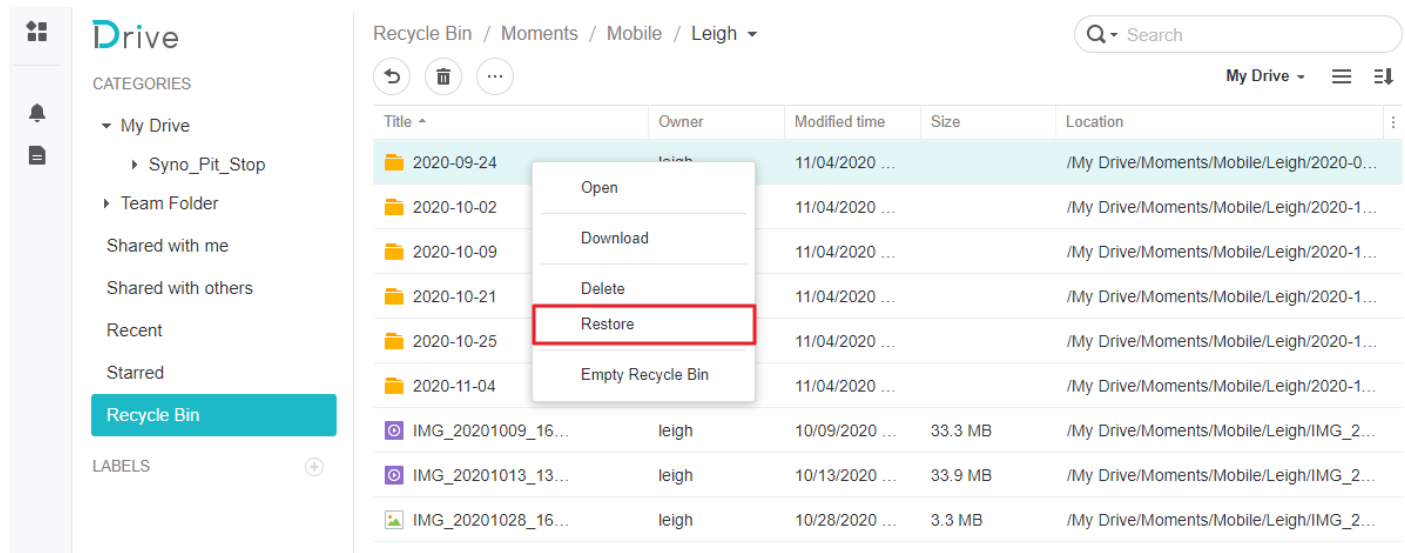 Drive
CATEGORIES
My Drive
Syno_Pit_Stop
Team Folder
Shared with me
Shared with others
Recent
Starred
Recycle Bin
LABELS
Recycle Bin / Moments / Mobile / Leigh
Search
My Drive
Title Owner Modified time Size Location
2020-09-24 leigh 11/04/2020 ... /My Drive/Moments/Mobile/Leigh/2020-0...
2020-10-02 11/04/2020 ... /My Drive/Moments/Mobile/Leigh/2020-1...
2020-10-09 11/04/2020 ... /My Drive/Moments/Mobile/Leigh/2020-1...
2020-10-21 11/04/2020 ... /My Drive/Moments/Mobile/Leigh/2020-1...
2020-10-25 11/04/2020 ... /My Drive/Moments/Mobile/Leigh/2020-1...
2020-11-04 11/04/2020 ... /My Drive/Moments/Mobile/Leigh/2020-1...
IMG_20201009_16... leigh 10/09/2020 ... 33.3 MB /My Drive/Moments/Mobile/Leigh/IMG_2...
IMG_20201013_13... leigh 10/13/2020 ... 33.9 MB /My Drive/Moments/Mobile/Leigh/IMG_2...
IMG_20201028_16... leigh 10/28/2020 ... 3.3 MB /My Drive/Moments/Mobile/Leigh/IMG_2...
Open
Download
Delete
Restore
Empty Recycle Bin